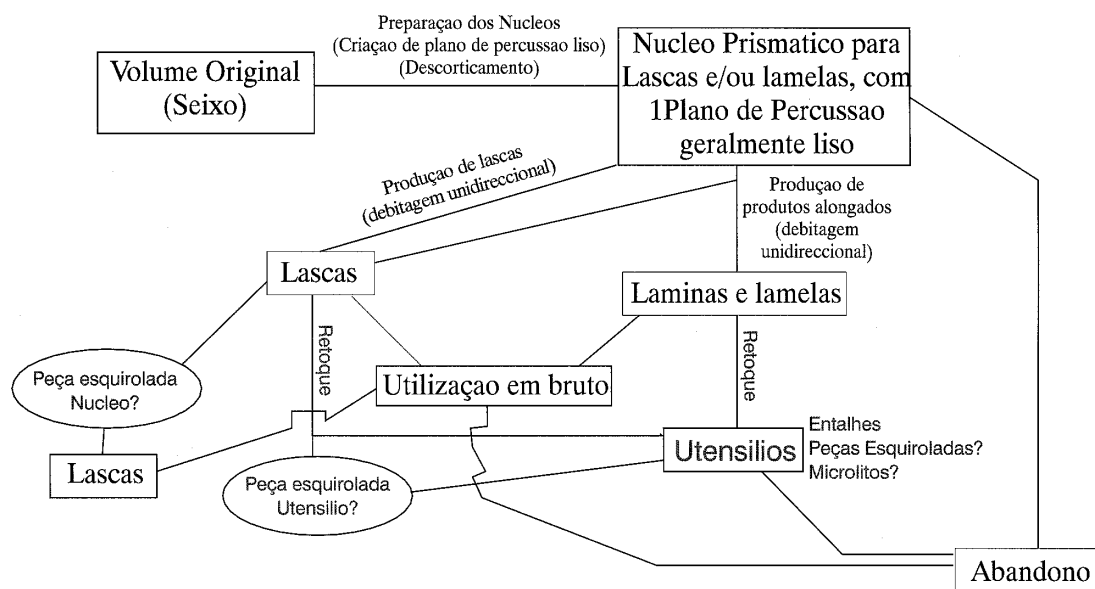 Preparaçao dos Nucleos
(Criaçao de plano de percussao liso)
(Descorticamento)
Volume Original
(Seixo)
Nucleo Prismatico para
Lascas e/ou lamelas, com
1Plano de Percussao
geralmente liso
Produçao de lascas
(debitagem unidireccional)
Produçao de
produtos alongados
(debitagem
unidireccional)
Lascas
Laminas e lamelas
Retoque
Retoque
Peça esquirolada
Nucleo?
Utilizaçao em bruto
Lascas
Peça esquirolada
Utensilio?
Utensilios
Entalhes
Peças Esquiroladas?
Microlitos?
Abandono